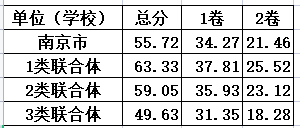 单位（学校） 总分 1卷 2卷
南京市 55.72 34.27 21.46
1类联合体 63.33 37.81 25.52
2类联合体 59.05 35.93 23.12
3类联合体 49.63 31.35 18.28